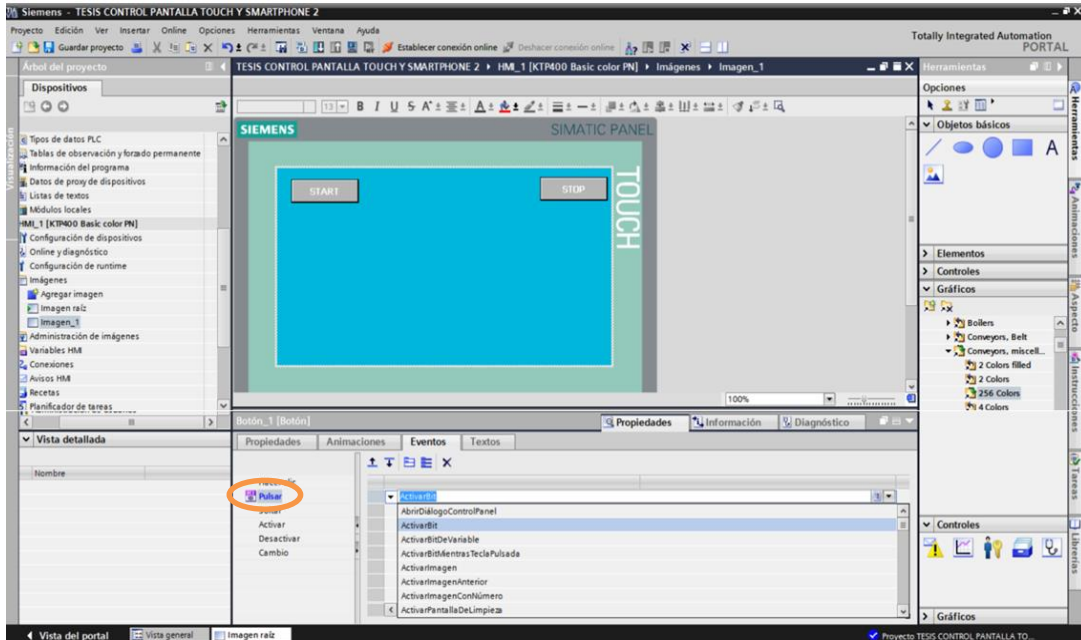 Siemens - TESIS CONTROL PANTALLA TOUCH Y SMARTPHONE 2
Proyecto Edición Ver Insertar Online Opciones Herramientas Ventana Ayuda
Totally Integrated Automation
PORTAL
Guardar proyecto
Establecer conexión online
Deshacer conexión online
Árbol del proyecto
TESIS CONTROL PANTALLA TOUCH Y SMARTPHONE 2 HMI_1 [KTP400 Basic color PN] Imágenes Imagen_1
Herramientas
Dispositivos
Opciones
13 B I U S A
SIEMENS
SIMATIC PANEL
TOUCH
START
STOP
Visualización
Tipos de datos PLC
Tablas de observación y forzado permanente
Información del programa
Datos de proxy de dispositivos
Listas de textos
Módulos locales
HMI_1 [KTP400 Basic color PN]
Configuración de dispositivos
Online y diagnóstico
Configuración de runtime
Imágenes
Agregar imagen
Imagen raíz
Imagen_1
Administración de imágenes
Variables HMI
Conexiones
Avisos HMI
Recetas
Planificador de tareas
100%
Objetos básicos
A
Elementos
Controles
Gráficos
Boilers
Conveyors, Belt
Conveyors, miscell...
2 Colors filled
2 Colors
256 Colors
4 Colors
Herramientas
Animaciones
Aspecto
Instrucciones
Tareas
Librerías
Vista detallada
Nombre
Botón_1 [Botón]
Propiedades Información Diagnóstico
Propiedades Animaciones Eventos Textos
Pulsar
Activar
Desactivar
Cambio
ActivarBit
AbrirDiálogoControlPanel
ActivarBit
ActivarBitDeVariable
ActivarBitMientrasTeclaPulsada
ActivarImagen
ActivarImagenAnterior
ActivarImagenConNúmero
ActivarPantallaDeLimpieza
Controles
Gráficos
Vista del portal Vista general Imagen raíz
Proyecto TESIS CONTROL PANTALLA TO...